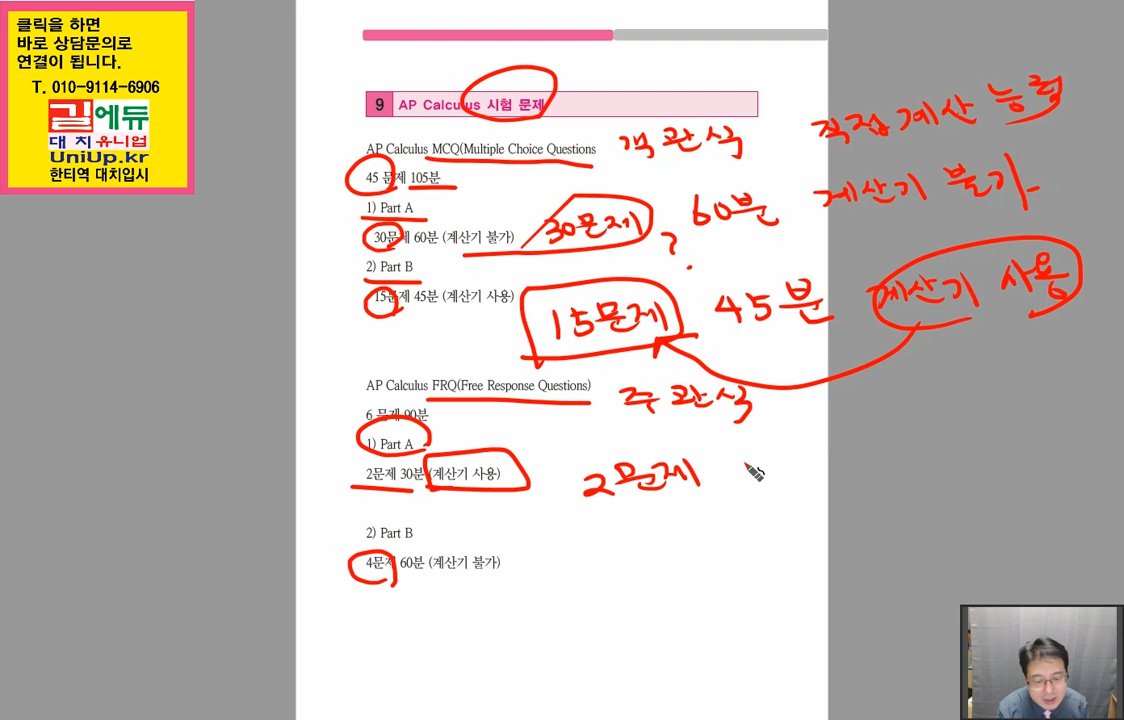 클릭을 하면
바로 상담문의로
연결이 됩니다.
T. 010-9114-6906
길에듀
대치유니업
UniUp.kr
한티역 대치입시
9 AP Calculus 시험 문제
AP Calculus MCQ(Multiple Choice Questions
객관식
직접 계산 능력
45 문제 105분
1) Part A
계산기 불가
30문제 60분 (계산기 불가)
30문제 ? 60분
2) Part B
15문제 45분 (계산기 사용)
15문제 45분 계산기 사용
AP Calculus FRQ(Free Response Questions)
주관식
6 문제 90분
1) Part A
2문제 30분 (계산기 사용)
2문제
2) Part B
4문제 60분 (계산기 불가)